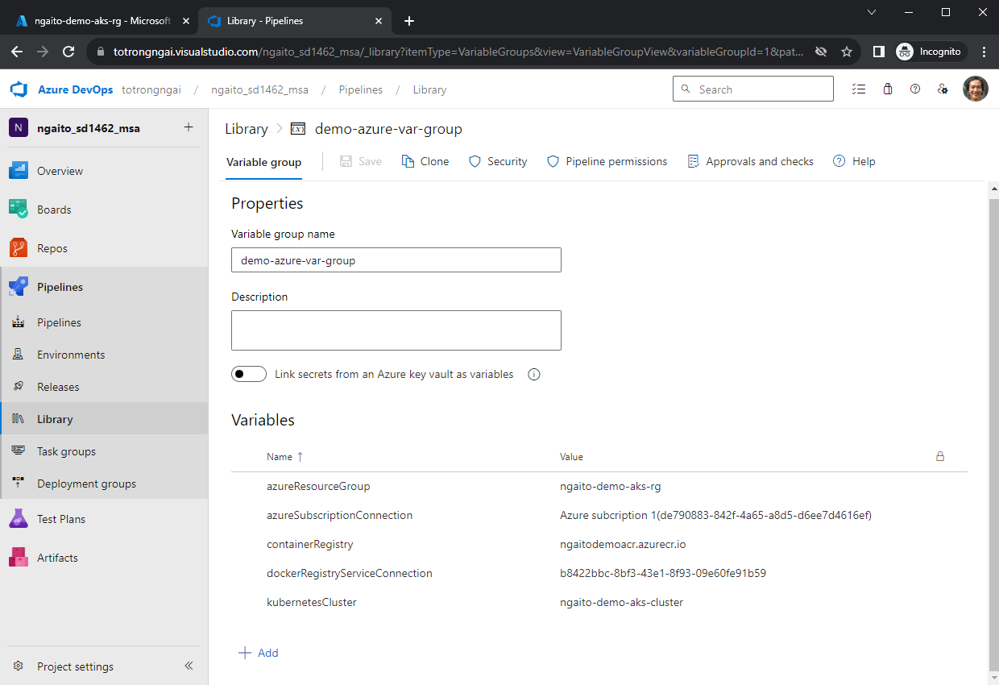 ngaito-demo-aks-rg - Microsoft
Library - Pipelines
totrongngai.visualstudio.com/ngaito_sd1462_msa/_library?itemType=VariableGroups&view=VariableGroupView&variableGroupId=1&pat...
Incognito
Azure DevOps totrongngai / ngaito_sd1462_msa / Pipelines / Library
Search
N ngaito_sd1462_msa
Overview
Boards
Repos
Pipelines
Pipelines
Environments
Releases
Library
Task groups
Deployment groups
Test Plans
Artifacts
Project settings
Library > (x) demo-azure-var-group
Variable group Save Clone Security Pipeline permissions Approvals and checks Help
Properties
Variable group name
demo-azure-var-group
Description
Link secrets from an Azure key vault as variables
Variables
Name ↑ Value
azureResourceGroup ngaito-demo-aks-rg
azureSubscriptionConnection Azure subcription 1(de790883-842f-4a65-a8d5-d6ee7d4616ef)
containerRegistry ngaitodemoacr.azurecr.io
dockerRegistryServiceConnection b8422bbc-8bf3-43e1-8f93-09e60fe91b59
kubernetesCluster ngaito-demo-aks-cluster
+ Add